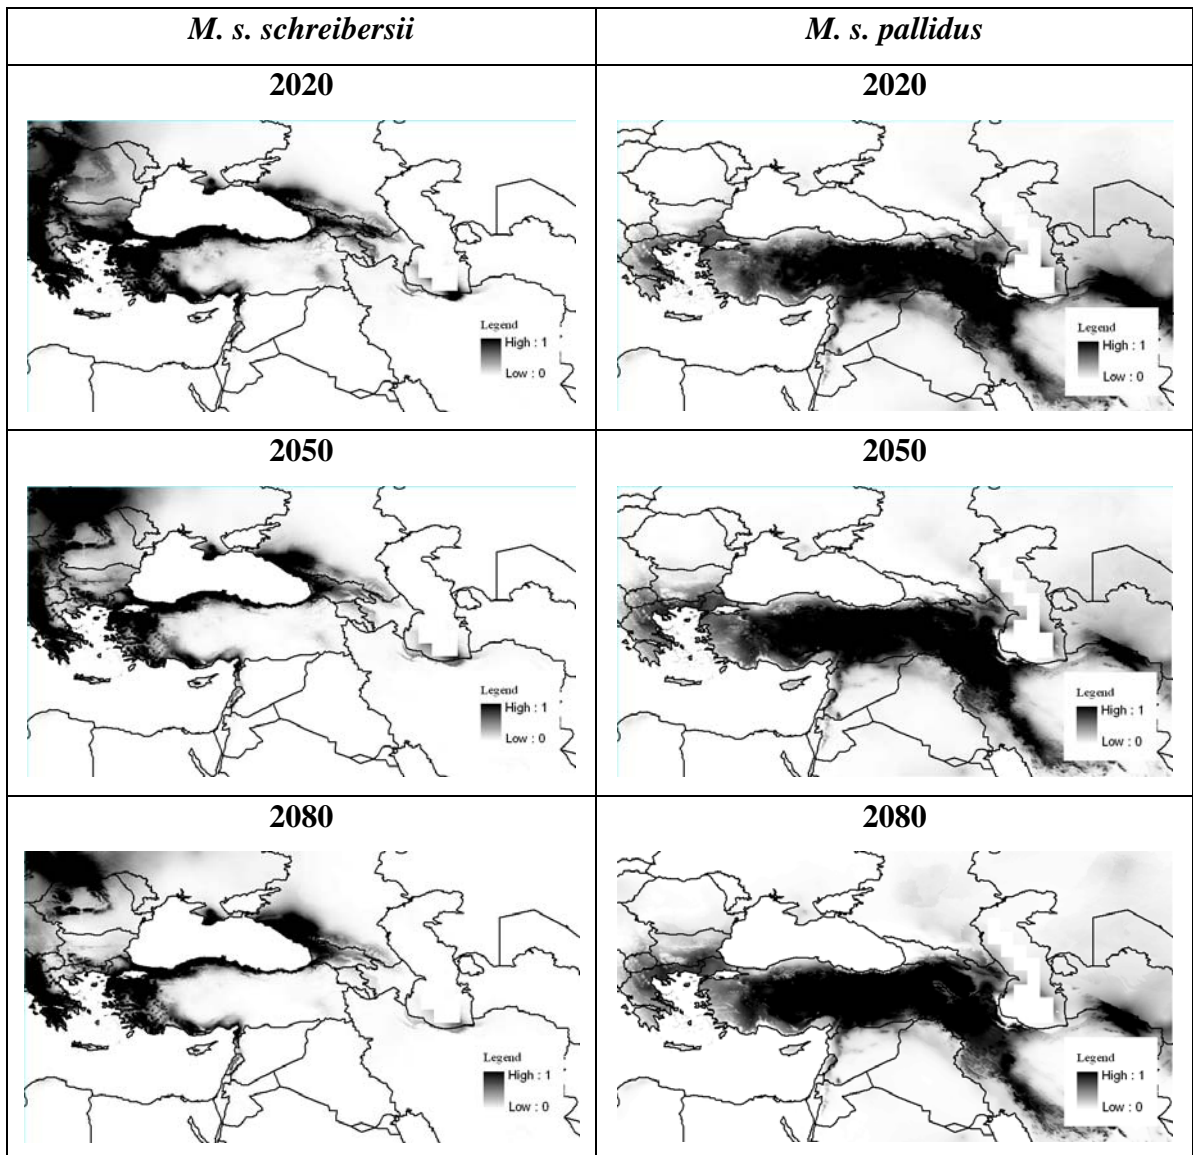 M. s. schreibersii
M. s. pallidus
2020
2020
Legend
High : 1
Low : 0
Legend
High : 1
Low : 0
2050
2050
Legend
High : 1
Low : 0
Legend
High : 1
Low : 0
2080
2080
Legend
High : 1
Low : 0
Legend
High : 1
Low : 0